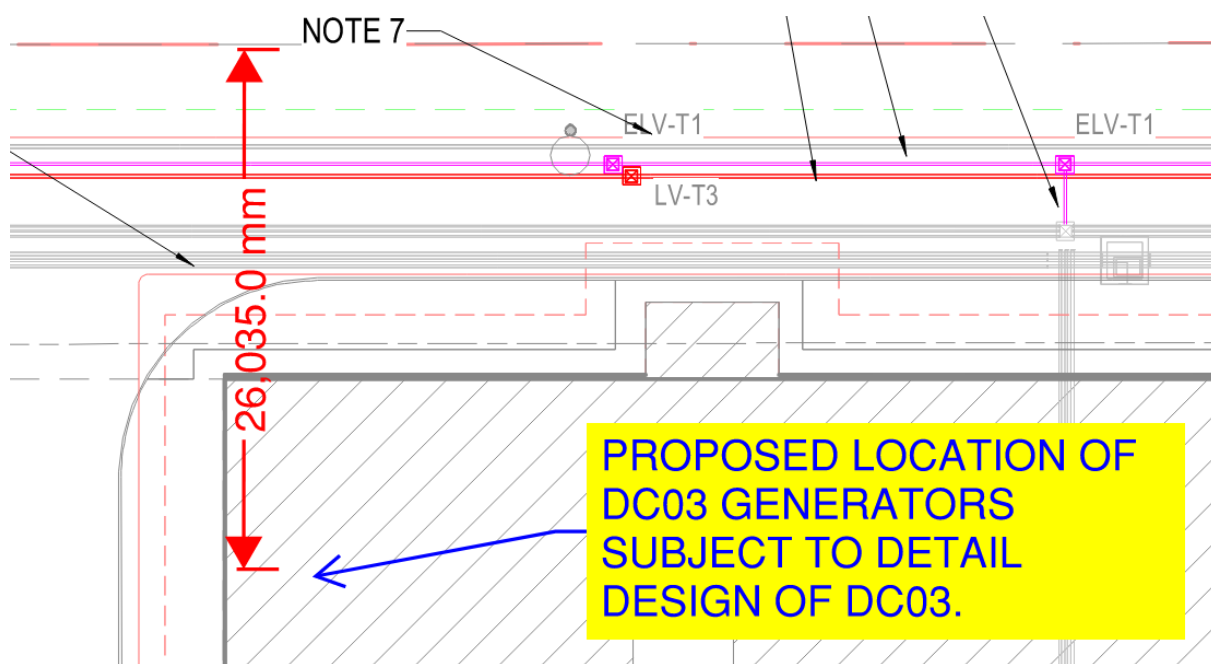 NOTE 7
ELV-T1
ELV-T1
LV-T3
26,035.0 mm
PROPOSED LOCATION OF
DC03 GENERATORS
SUBJECT TO DETAIL
DESIGN OF DC03.